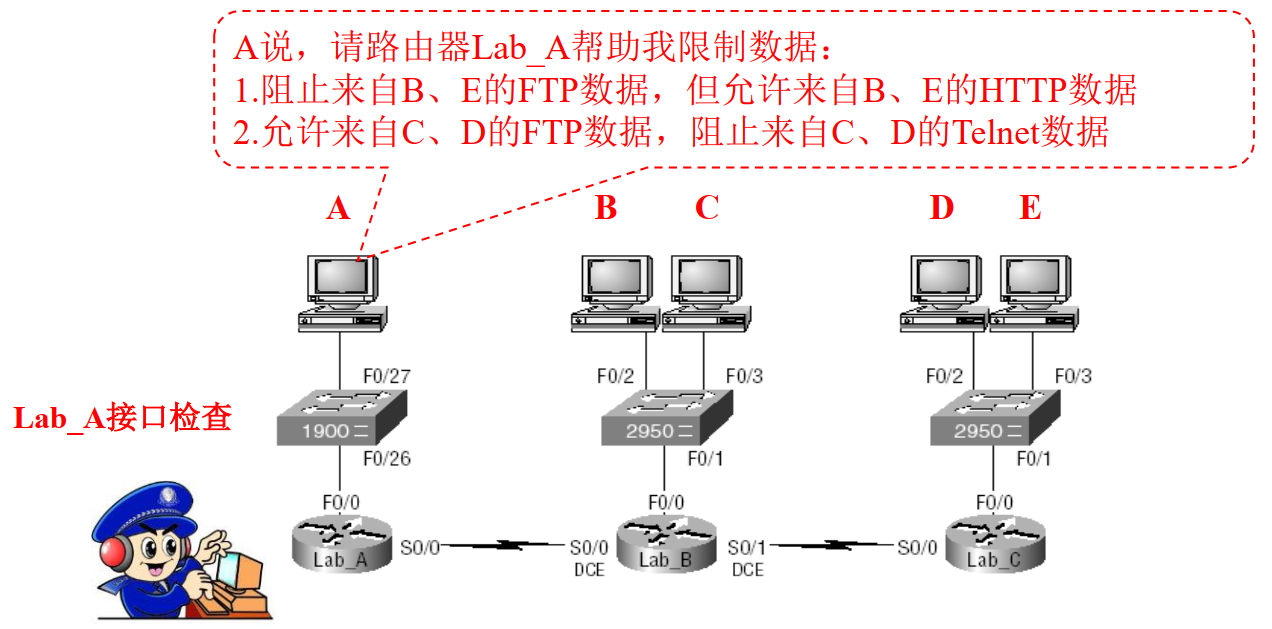 A说，请路由器Lab_A帮助我限制数据：
1.阻止来自B、E的FTP数据，但允许来自B、E的HTTP数据
2.允许来自C、D的FTP数据，阻止来自C、D的Telnet数据
A B C D E
F0/27 F0/2 F0/3 F0/2 F0/3
Lab_A接口检查
1900 2950 2950
F0/26 F0/1 F0/1
F0/0 F0/0 F0/0
Lab_A S0/0 S0/0 Lab_B S0/1 S0/0 Lab_C
DCE DCE